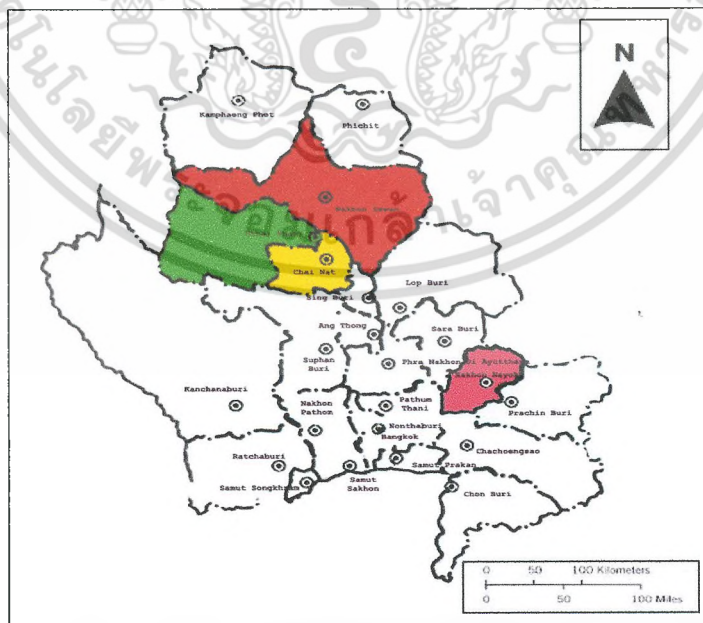 N
Kamphaeng Phet
Phichit
Nakhon Sawan
Chai Nat
Sing Buri
Lop Buri
Ang Thong
Sara Buri
Suphan
Buri
Phra Nakhon Si Ayutthaya
Nakhon Nayok
Kanchanaburi
Nakhon
Pathom
Pathum
Thani
Prachin Buri
Nonthaburi
Bangkok
Chachoengsao
Ratchaburi
Samut Prakan
Samut Songkhram
Samut
Sakhon
Chon Buri
0 50 100 Kilometers
0 50 100 Miles